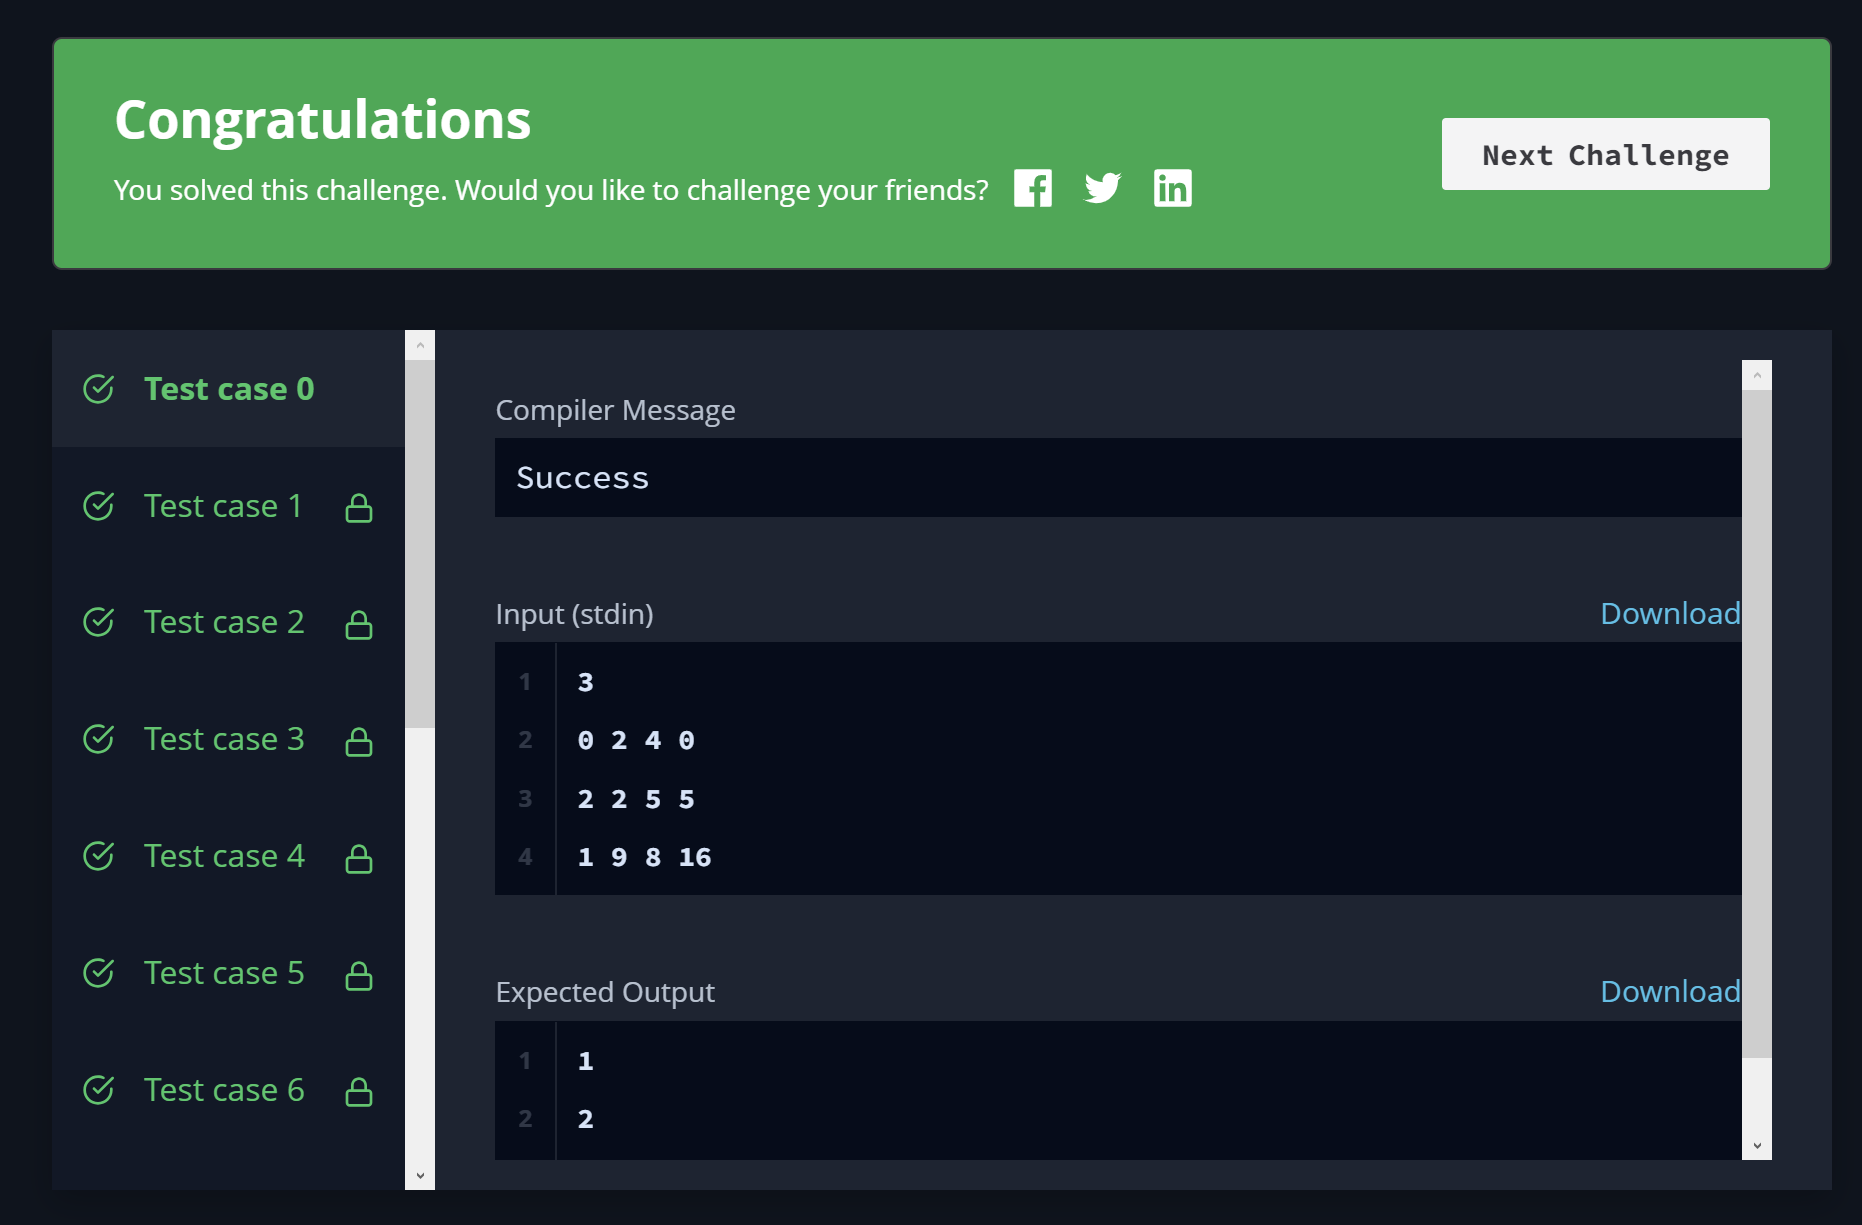 Congratulations
You solved this challenge. Would you like to challenge your friends?
Next Challenge
Test case 0
Test case 1
Test case 2
Test case 3
Test case 4
Test case 5
Test case 6
Compiler Message
Success
Input (stdin)
Download
1 3
2 0 2 4 0
3 2 2 5 5
4 1 9 8 16
Expected Output
Download
1 1
2 2